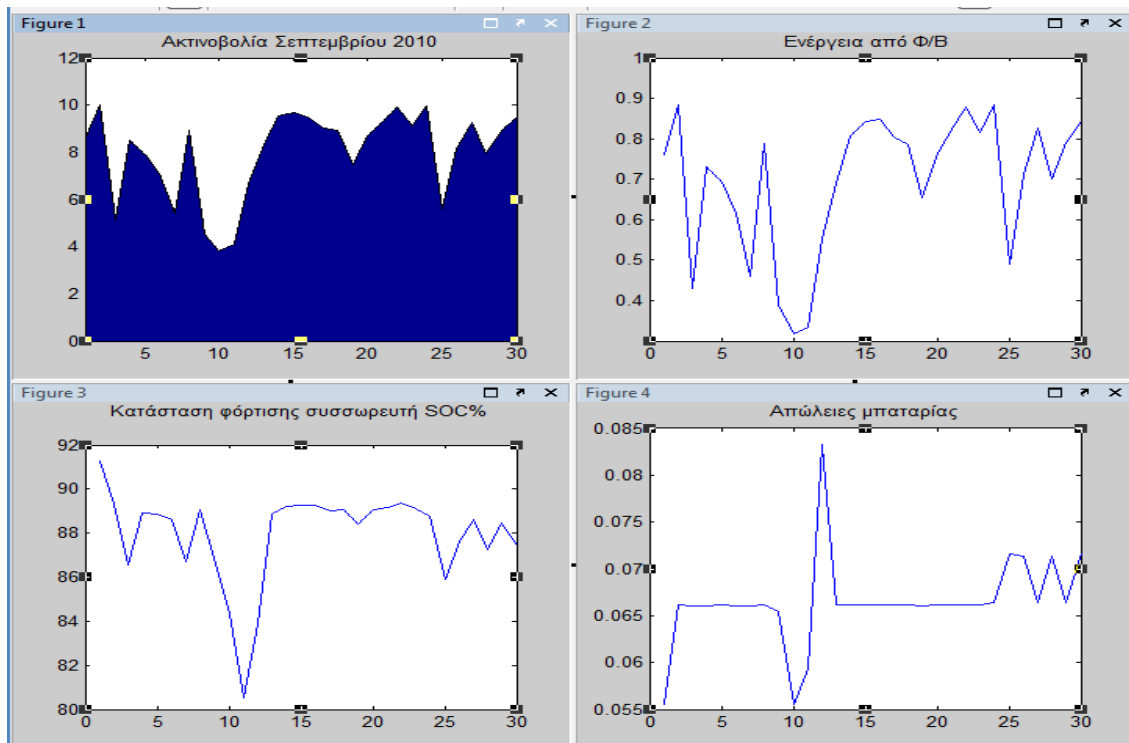 Figure 1
Ακτινοβολία Σεπτεμβρίου 2010
12
10
8
6
4
2
0
5 10 15 20 25 30
Figure 2
Ενέργεια από Φ/Β
1
0.9
0.8
0.7
0.6
0.5
0.4
0 5 10 15 20 25 30
Figure 3
Κατάσταση φόρτισης συσσωρευτή SOC%
92
90
88
86
84
82
80
0 5 10 15 20 25 30
Figure 4
Απώλειες μπαταρίας
0.085
0.08
0.075
0.07
0.065
0.06
0.055
0 5 10 15 20 25 30